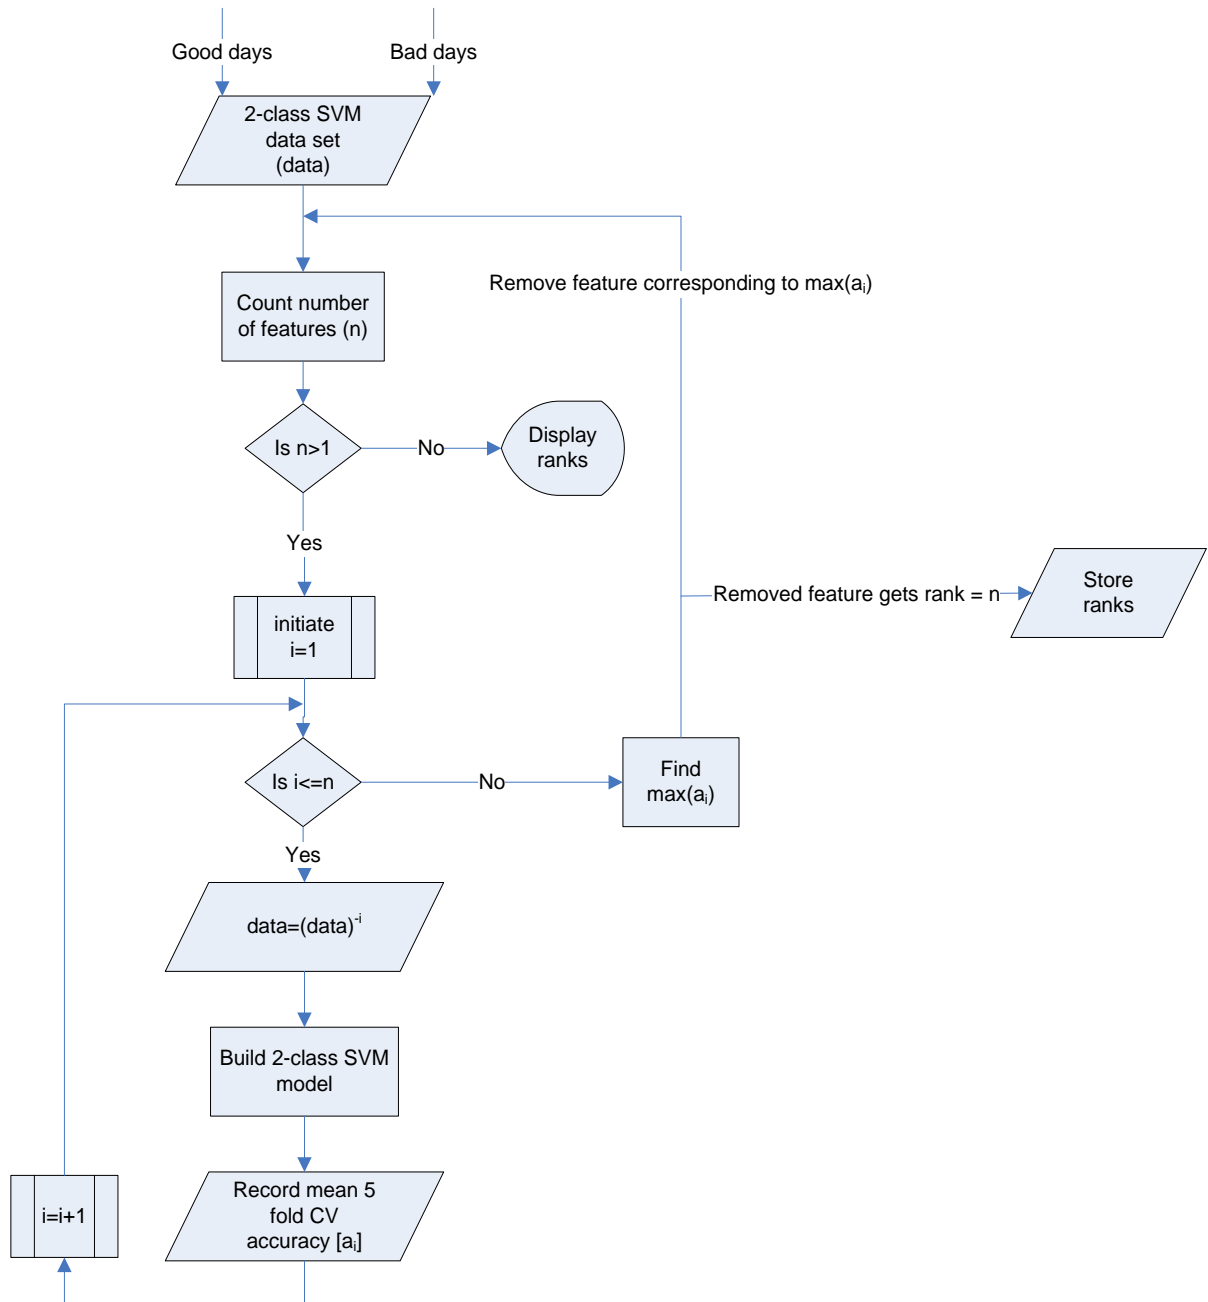 Good days
Bad days
2-class SVM
data set
(data)
Remove feature corresponding to max(aᵢ)
Count number
of features (n)
Is n>1
No
Display
ranks
Yes
Removed feature gets rank = n
Store
ranks
initiate
i=1
Is i<=n
No
Find
max(aᵢ)
Yes
data=(data)⁻ⁱ
Build 2-class SVM
model
Record mean 5
fold CV
accuracy [aᵢ]
i=i+1